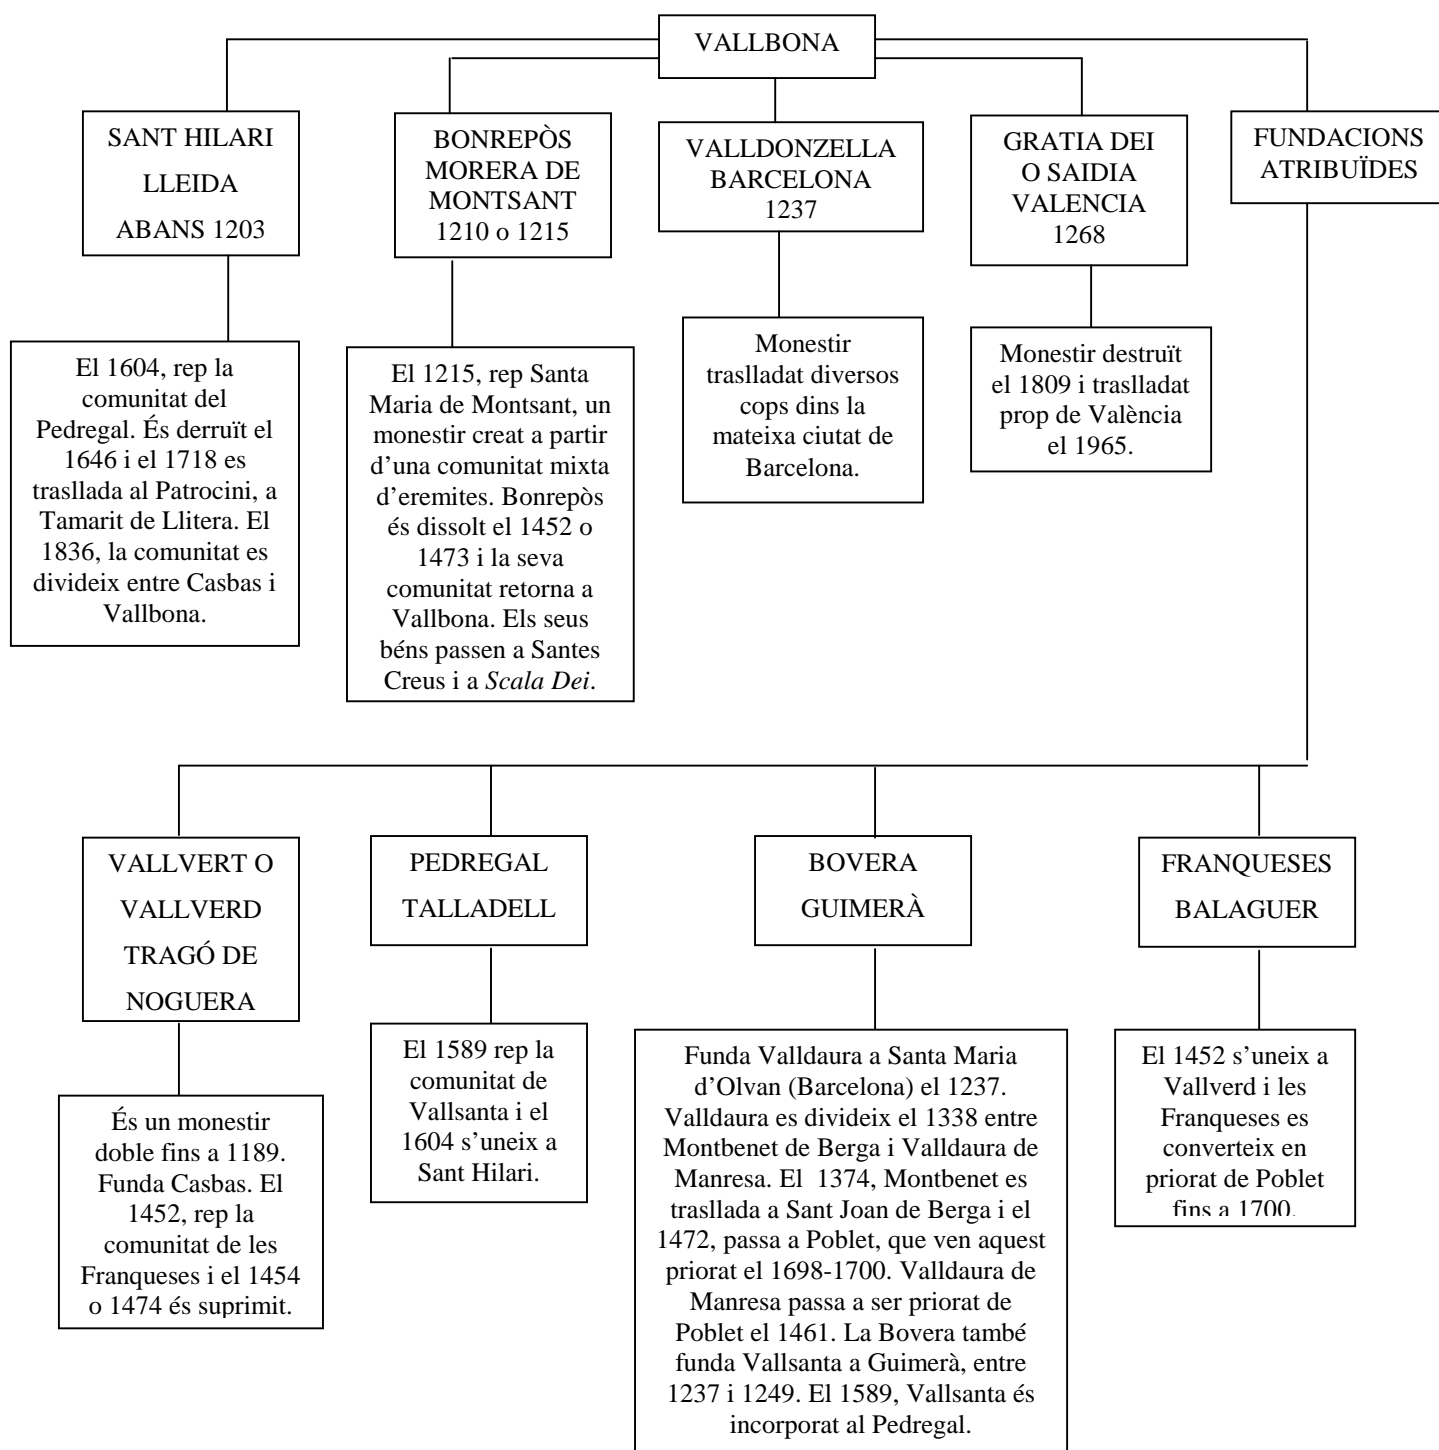 VALLBONA
SANT HILARI
LLEIDA
ABANS 1203
BONREPÒS
MORERA DE
MONTSANT
1210 o 1215
VALLDONZELLA
BARCELONA
1237
GRATIA DEI
O SAIDIA
VALENCIA
1268
FUNDACIONS
ATRIBUÏDES
El 1604, rep la
comunitat del
Pedregal. És derruït el
1646 i el 1718 es
trasllada al Patrocini, a
Tamarit de Llitera. El
1836, la comunitat es
divideix entre Casbas i
Vallbona.
El 1215, rep Santa
Maria de Montsant, un
monestir creat a partir
d’una comunitat mixta
d’eremites. Bonrepòs
és dissolt el 1452 o
1473 i la seva
comunitat retorna a
Vallbona. Els seus
béns passen a Santes
Creus i a Scala Dei.
Monestir
traslladat diversos
cops dins la
mateixa ciutat de
Barcelona.
Monestir destruït
el 1809 i traslladat
prop de València
el 1965.
VALLVERT O
VALLVERD
TRAGÓ DE
NOGUERA
PEDREGAL
TALLADELL
BOVERA
GUIMERÀ
FRANQUESES
BALAGUER
És un monestir
doble fins a 1189.
Funda Casbas. El
1452, rep la
comunitat de les
Franqueses i el 1454
o 1474 és suprimit.
El 1589 rep la
comunitat de
Vallsanta i el
1604 s’uneix a
Sant Hilari.
Funda Valldaura a Santa Maria
d’Olvan (Barcelona) el 1237.
Valldaura es divideix el 1338 entre
Montbenet de Berga i Valldaura de
Manresa. El 1374, Montbenet es
trasllada a Sant Joan de Berga i el
1472, passa a Poblet, que ven aquest
priorat el 1698-1700. Valldaura de
Manresa passa a ser priorat de
Poblet el 1461. La Bovera també
funda Vallsanta a Guimerà, entre
1237 i 1249. El 1589, Vallsanta és
incorporat al Pedregal.
El 1452 s’uneix a
Vallverd i les
Franqueses es
converteix en
priorat de Poblet
fins a 1700.